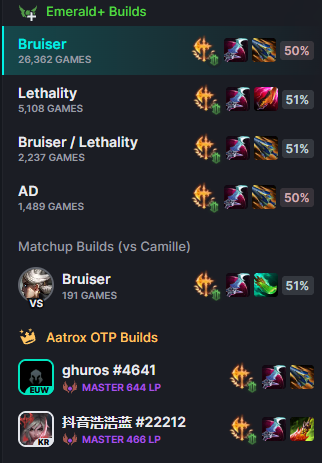 Emerald+ Builds
Bruiser
26,362 GAMES
50%
Lethality
5,108 GAMES
51%
Bruiser / Lethality
2,237 GAMES
51%
AD
1,489 GAMES
50%
Matchup Builds (vs Camille)
VS
Bruiser
191 GAMES
51%
Aatrox OTP Builds
EUW
ghuros #4641
MASTER 644 LP
KR
抖音浩浩蓝 #22212
MASTER 466 LP